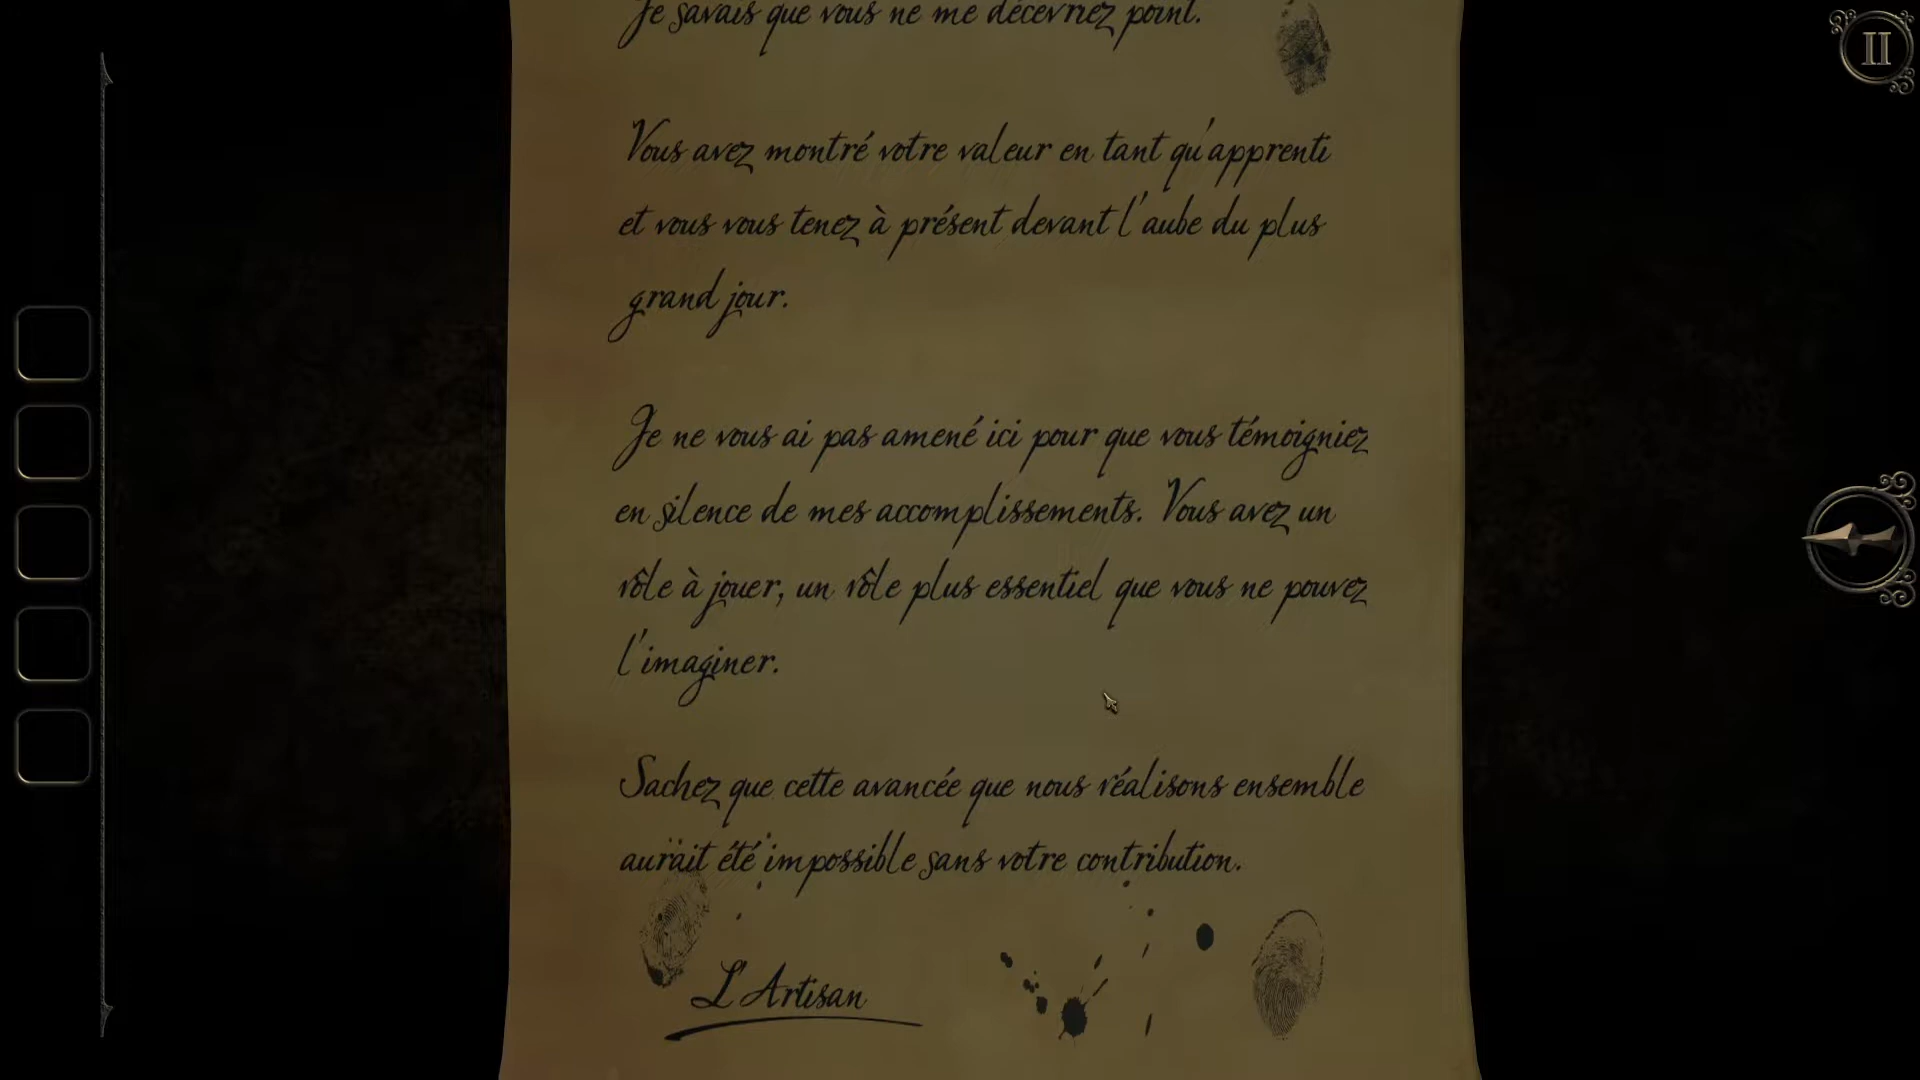 Je savais que vous ne me décevriez point.
Vous avez montré votre valeur en tant qu'apprenti
et vous vous tenez à présent devant l'aube du plus
grand jour.
Je ne vous ai pas amené ici pour que vous témoigniez
en silence de mes accomplissements. Vous avez un
rôle à jouer, un rôle plus essentiel que vous ne pouvez
l'imaginer.
Sachez que cette avancée que nous réalisons ensemble
aurait été impossible sans votre contribution.
L'Artisan